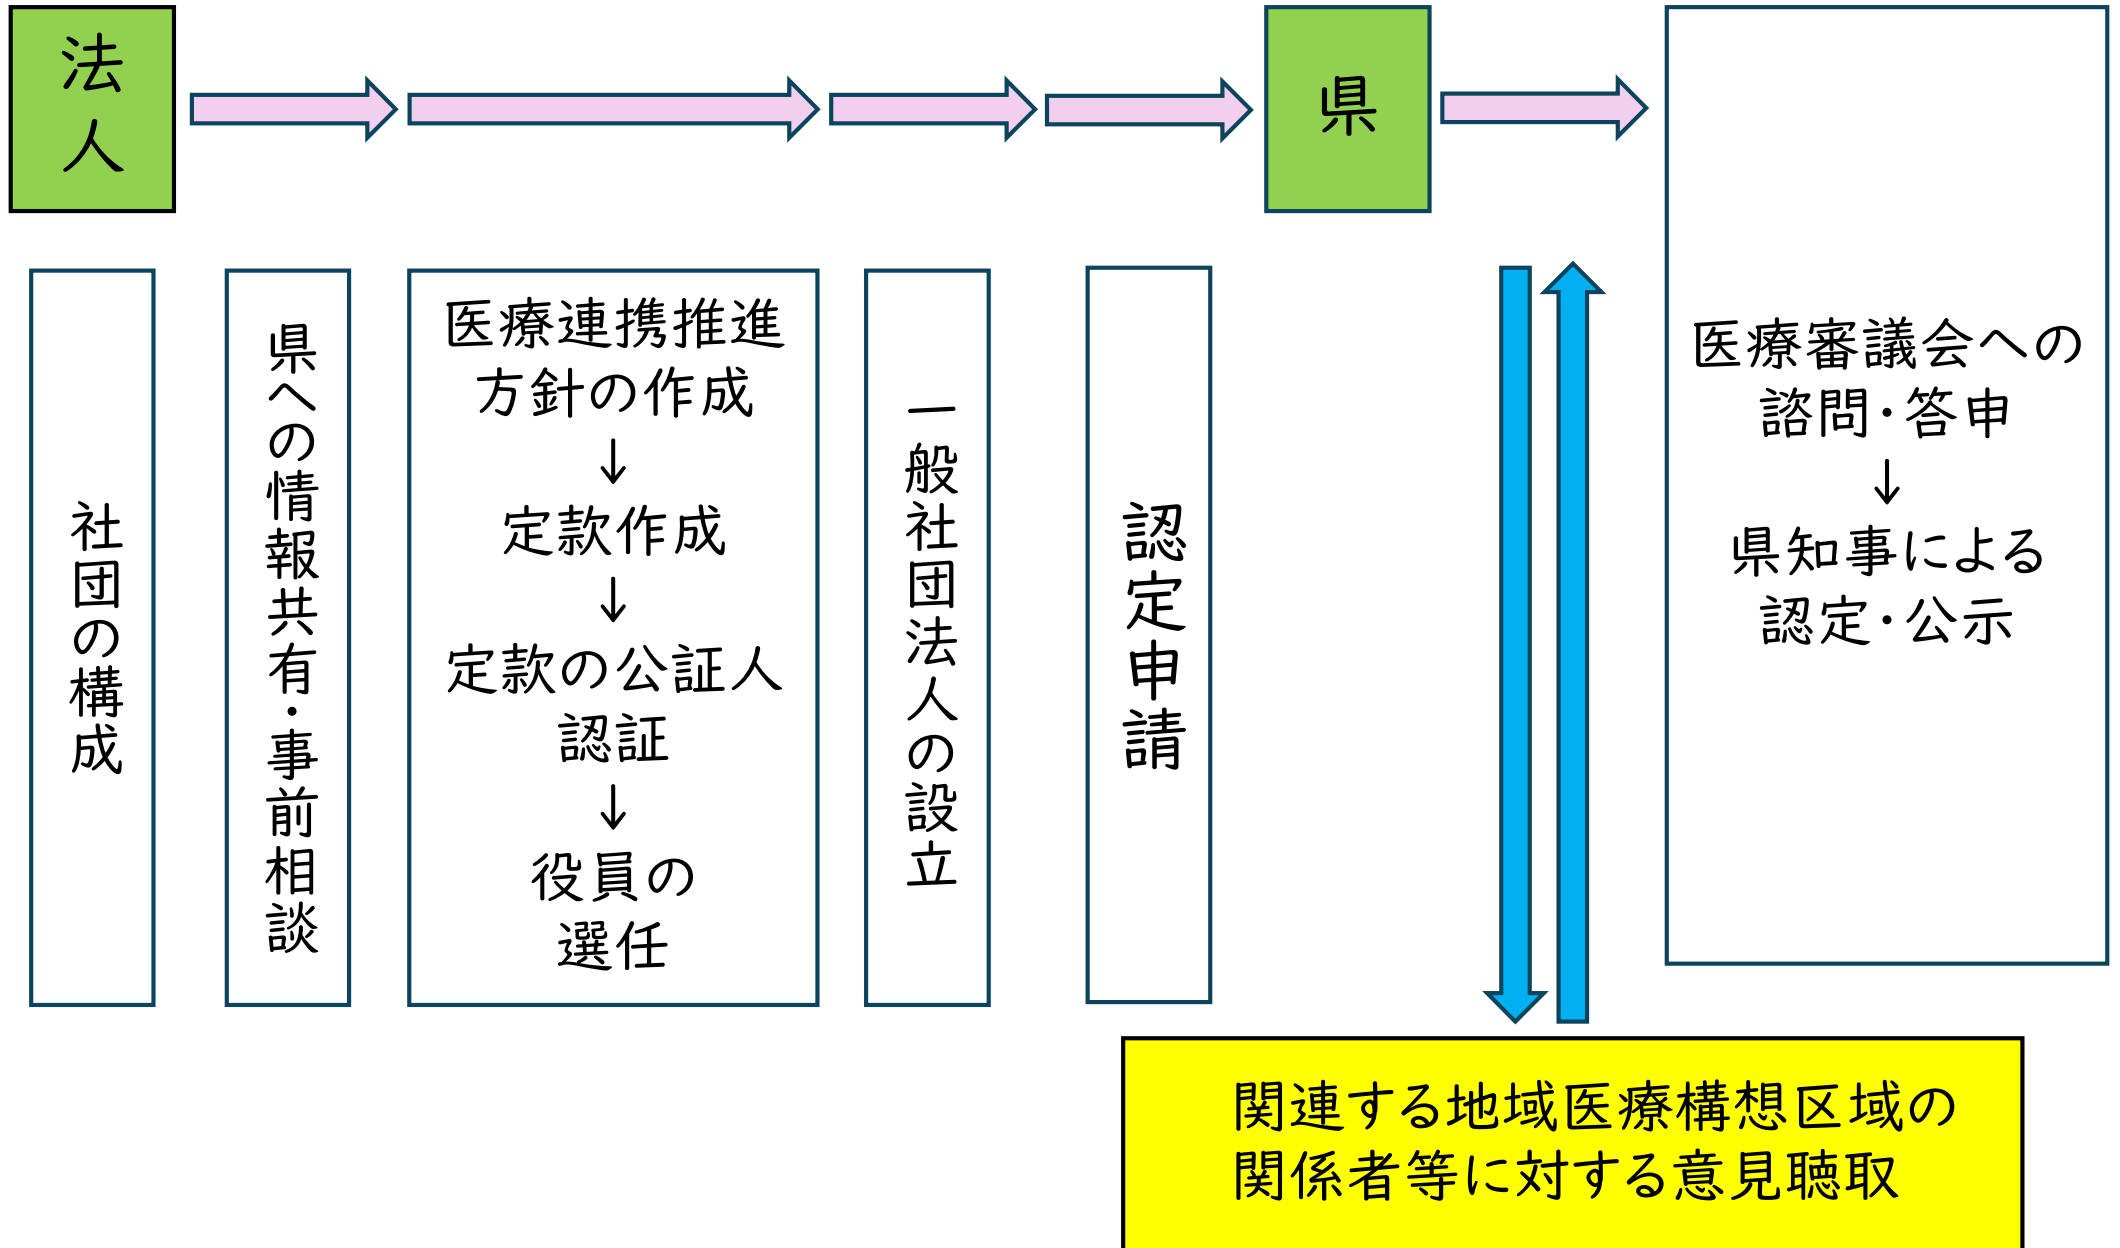 法
人
県
社団の構成
県への情報共有・事前相談
医療連携推進
方針の作成
↓
定款作成
↓
定款の公証人
認証
↓
役員の
選任
一般社団法人の設立
認定申請
医療審議会への
諮問・答申
↓
県知事による
認定・公示
関連する地域医療構想区域の
関係者等に対する意見聴取